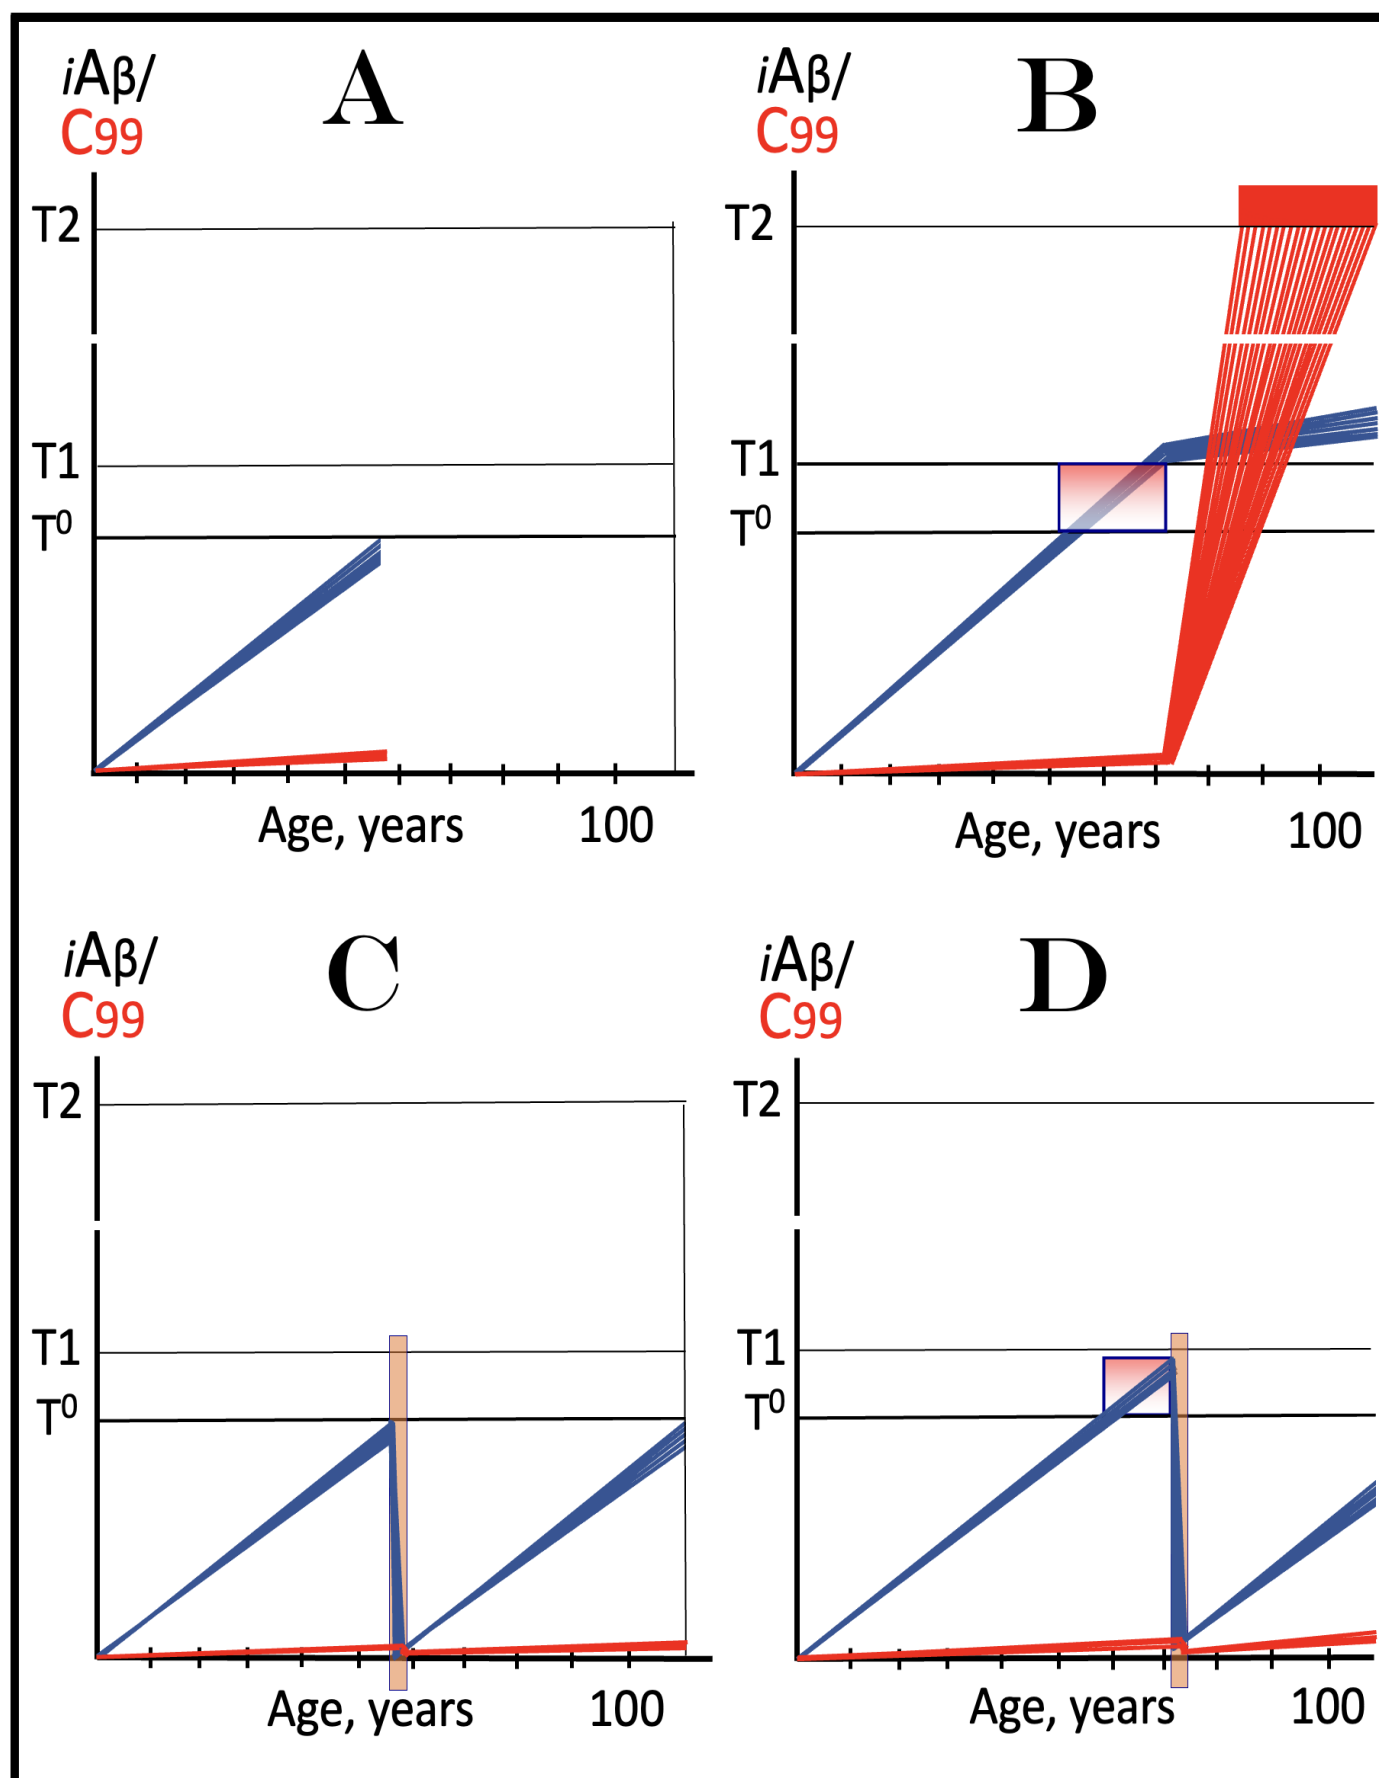 iAβ/
C99
A
T2
T1
T⁰
Age, years
100
iAβ/
C99
B
T2
T1
T⁰
Age, years
100
iAβ/
C99
C
T2
T1
T⁰
Age, years
100
iAβ/
C99
D
T2
T1
T⁰
Age, years
100